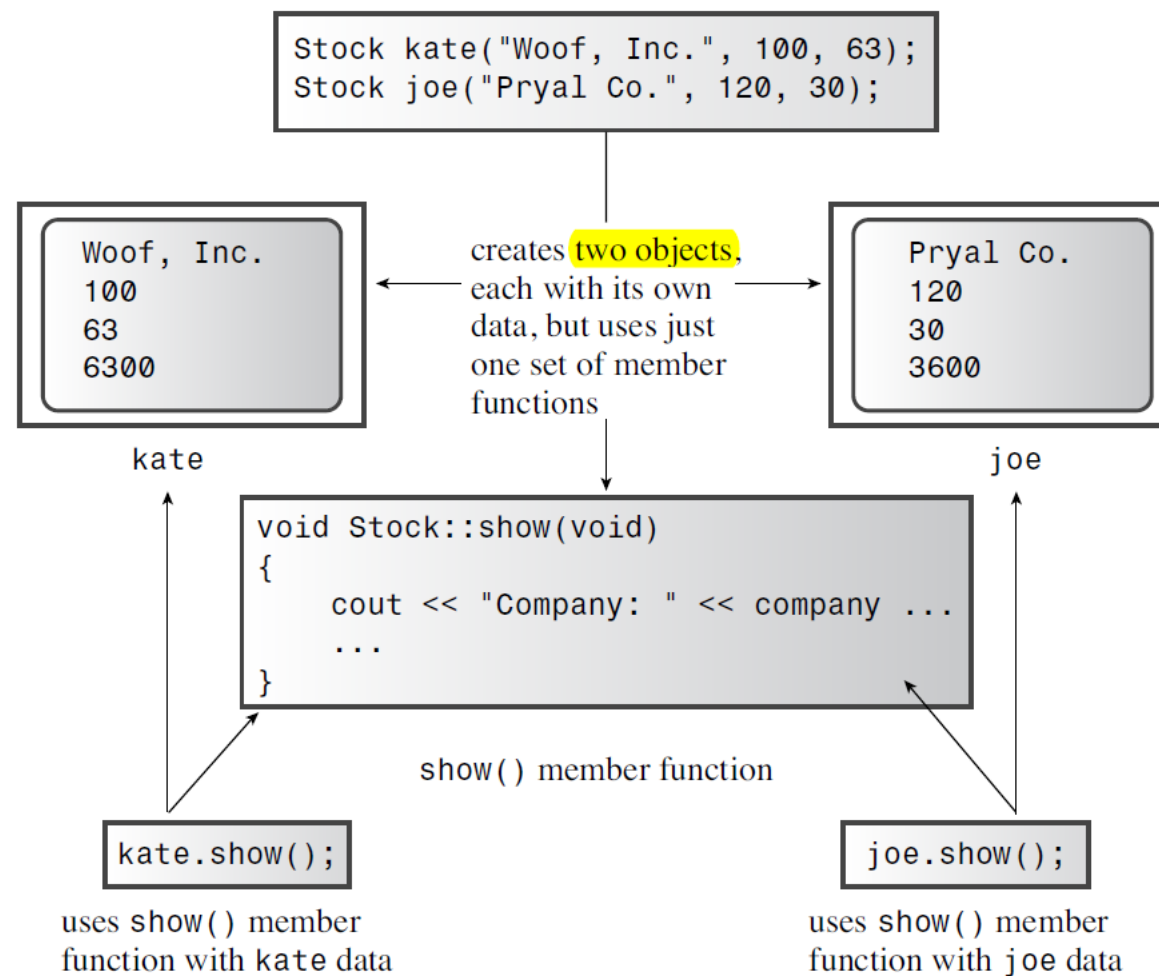 Stock kate("Woof, Inc.", 100, 63);
Stock joe("Pryal Co.", 120, 30);
creates two objects,
each with its own
data, but uses just
one set of member
functions
Woof, Inc.
100
63
6300
kate
Pryal Co.
120
30
3600
joe
void Stock::show(void)
{
cout << "Company: " << company ...
...
}
show() member function
kate.show();
uses show() member
function with kate data
joe.show();
uses show() member
function with joe data